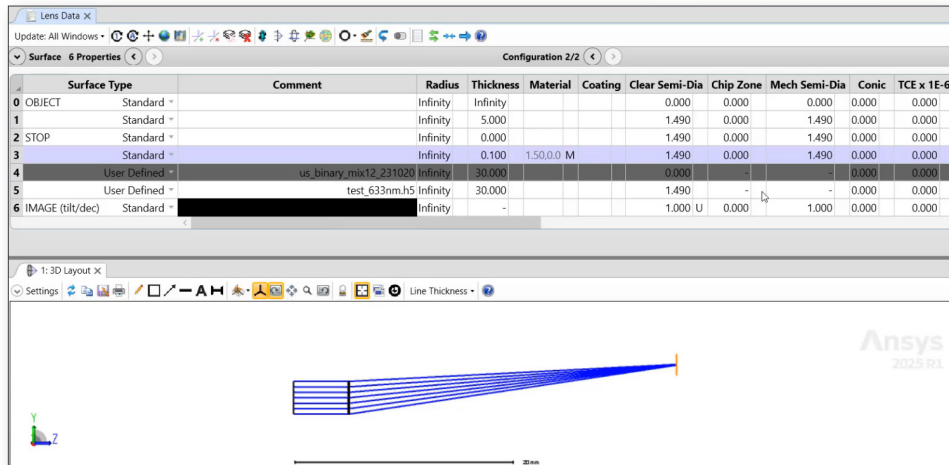 Lens Data ×
Update: All Windows
Surface 6 Properties Configuration 2/2
Surface Type Comment Radius Thickness Material Coating Clear Semi-Dia Chip Zone Mech Semi-Dia Conic TCE x 1E-6
0 OBJECT Standard Infinity Infinity 0.000 0.000 0.000 0.000 0.000
1 Standard Infinity 5.000 1.490 0.000 1.490 0.000 0.000
2 STOP Standard Infinity 0.000 1.490 0.000 1.490 0.000 0.000
3 Standard Infinity 0.100 1.50,0.0 M 1.490 0.000 1.490 0.000 0.000
4 User Defined us_binary_mix12_231020 Infinity 30.000 0.000 - - 0.000 0.000
5 User Defined test_633nm.h5 Infinity 30.000 1.490 - - 0.000 0.000
6 IMAGE (tilt/dec) Standard Infinity - 1.000 U 0.000 1.000 0.000 0.000
1: 3D Layout ×
Settings A Line Thickness
Ansys
2025 R1
Y
Z
20 mm